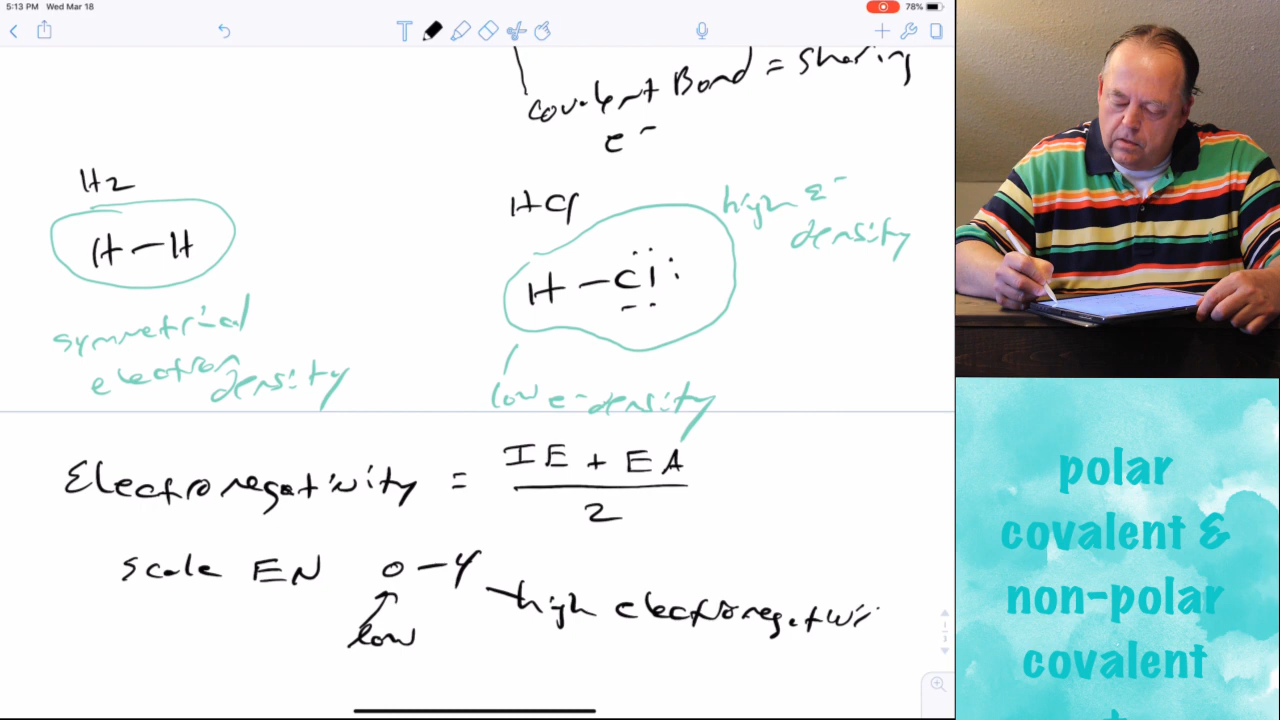 5:13 PM Wed Mar 18
78%
T
covalent Bond = sharing
e⁻
H2
H — H
symmetrical
electron
density
HCl
H — Cl
high e⁻
density
low e-density
Electronegativity = IE + EA
2
scale EN 0 — 4
low
high electronegativi
polar
covalent &
non-polar
covalent